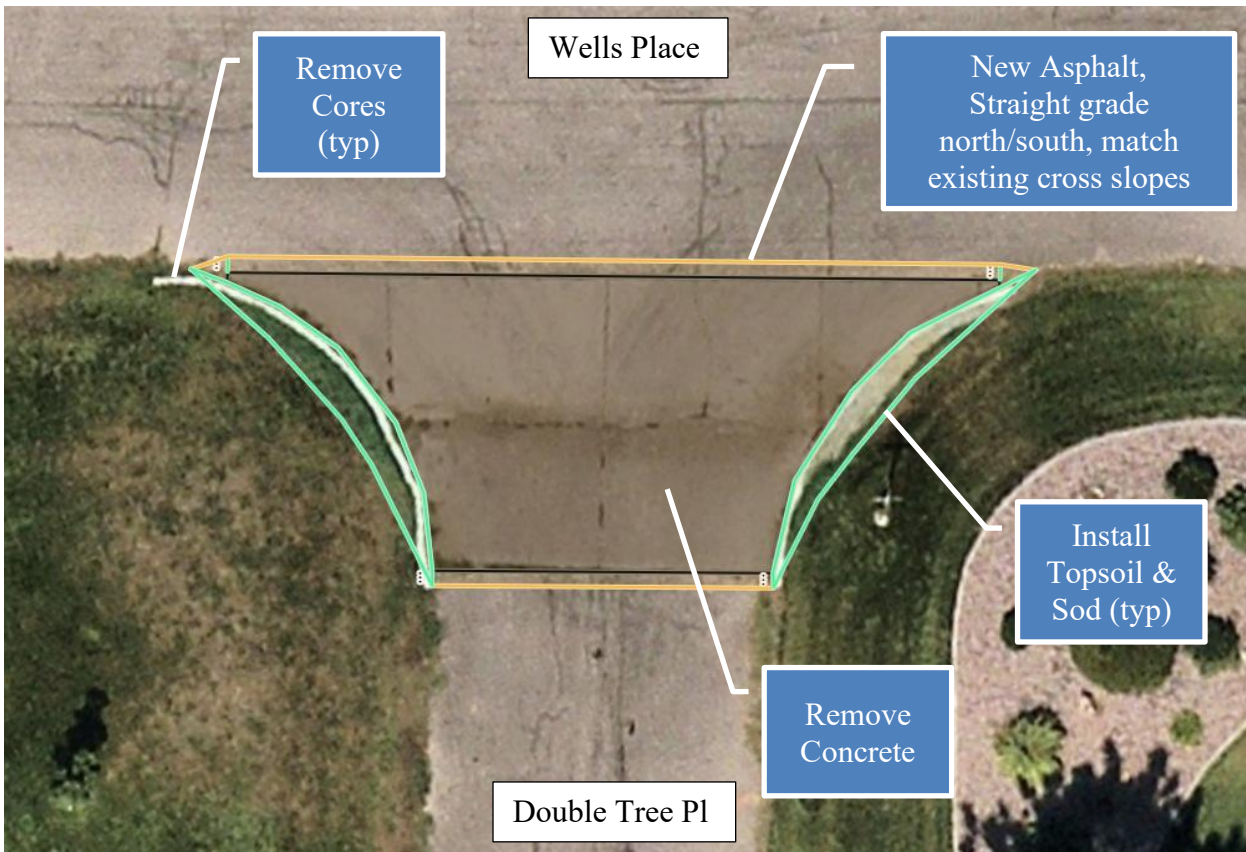 Wells Place
Remove
Cores
(typ)
New Asphalt,
Straight grade
north/south, match
existing cross slopes
Install
Topsoil &
Sod (typ)
Remove
Concrete
Double Tree Pl